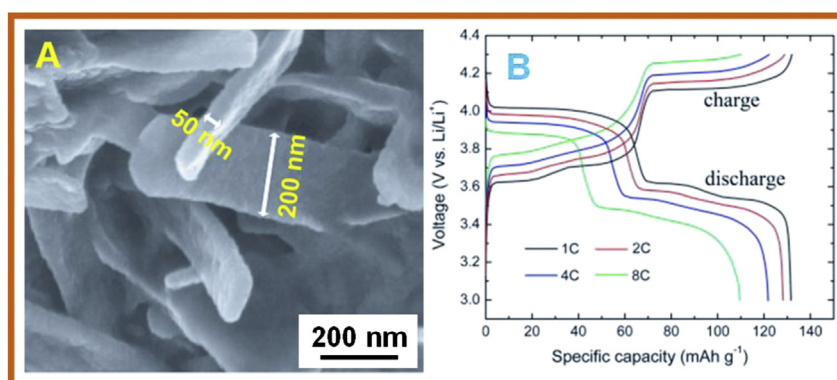 A
50 nm
200 nm
200 nm
B
4.4
4.2
4.0
3.8
3.6
3.4
3.2
3.0
Voltage (V vs. Li/Li⁺)
charge
discharge
1C 2C
4C 8C
0 20 40 60 80 100 120 140
Specific capacity (mAh g⁻¹)